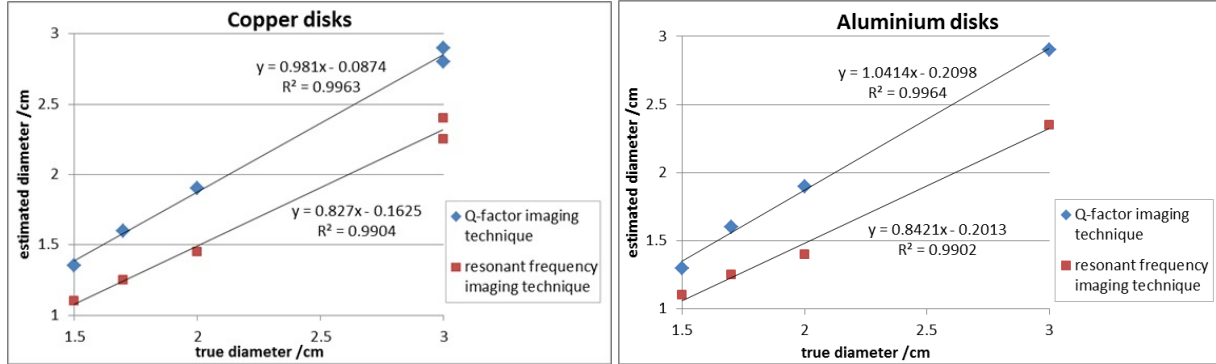 Copper disks
estimated diameter /cm
3
2.5
2
1.5
1
y = 0.981x - 0.0874
R² = 0.9963
y = 0.827x - 0.1625
R² = 0.9904
1.5
2
2.5
3
true diameter /cm
Q-factor imaging
technique
resonant frequency
imaging technique
Aluminium disks
estimated diameter /cm
3
2.5
2
1.5
1
y = 1.0414x - 0.2098
R² = 0.9964
y = 0.8421x - 0.2013
R² = 0.9902
1.5
2
2.5
3
true diameter /cm
Q-factor imaging
technique
resonant frequency
imaging technique